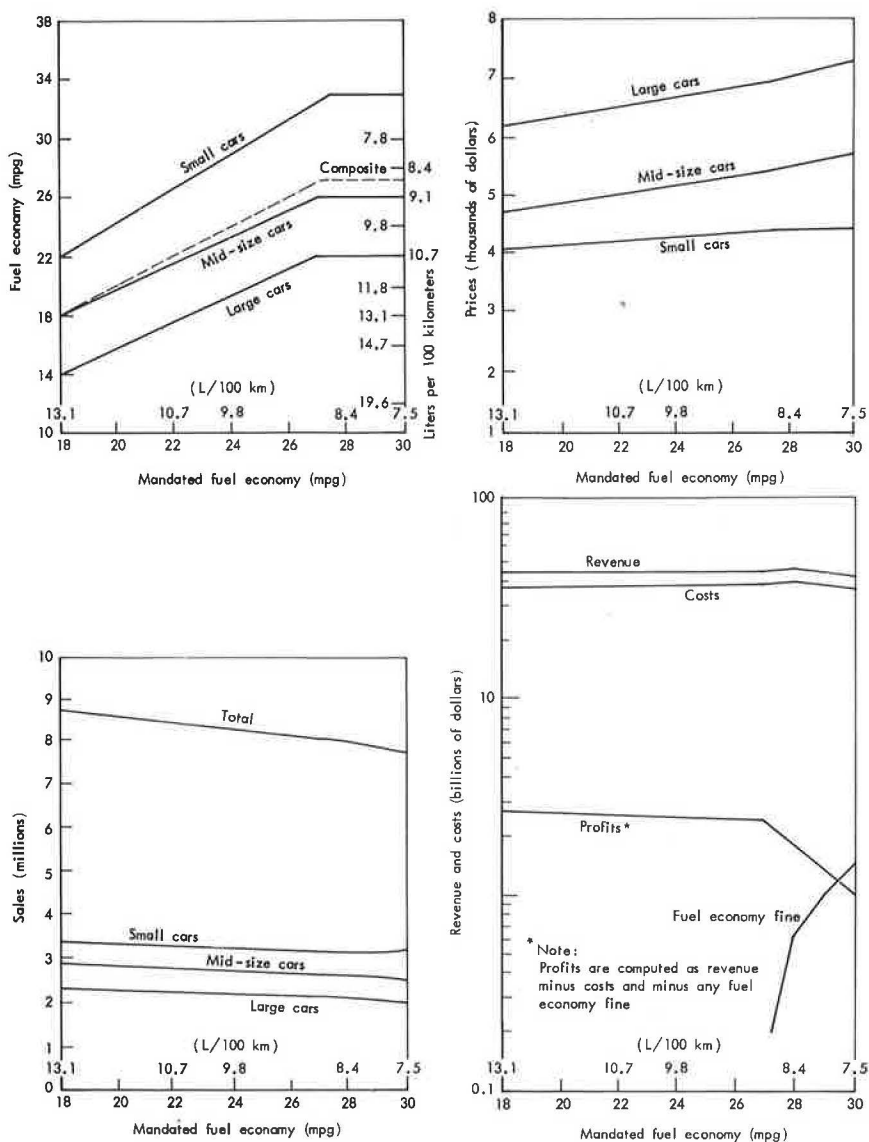 38
34
30
26
22
18
14
10
Fuel economy (mpg)
Small cars
Composite
Mid-size cars
Large cars
7.8
8.4
9.1
9.8
10.7
11.8
13.1
14.7
19.6
Liters per 100 kilometers
(L/100 km)
13.1 10.7 9.8 8.4 7.5
18 20 22 24 26 28 30
Mandated fuel economy (mpg)
8
7
6
5
4
3
2
1
Prices (thousands of dollars)
Large cars
Mid-size cars
Small cars
(L/100 km)
13.1 10.7 9.8 8.4 7.5
18 20 22 24 26 28 30
Mandated fuel economy (mpg)
10
9
8
7
6
5
4
3
2
1
0
Sales (millions)
Total
Small cars
Mid-size cars
Large cars
(L/100 km)
13.1 10.7 9.8 8.4 7.5
18 20 22 24 26 28 30
Mandated fuel economy (mpg)
100
10
1
0.1
Revenue and costs (billions of dollars)
Revenue
Costs
Profits*
Fuel economy fine
* Note:
Profits are computed as revenue
minus costs and minus any fuel
economy fine
(L/100 km)
13.1 10.7 9.8 8.4 7.5
18 20 22 24 26 28 30
Mandated fuel economy (mpg)